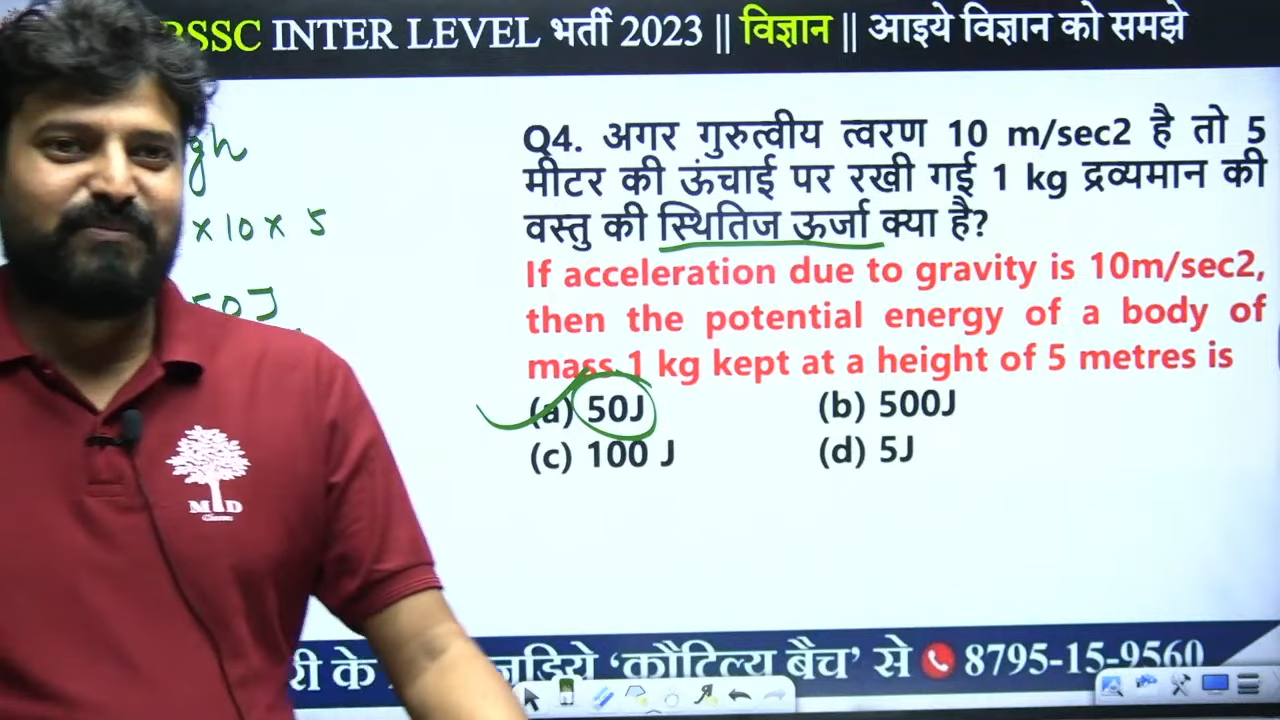 BSSC INTER LEVEL भर्ती 2023 || विज्ञान || आइये विज्ञान को समझे
gh
× 10 × 5
50J
Q4. अगर गुरुत्वीय त्वरण 10 m/sec2 है तो 5
मीटर की ऊंचाई पर रखी गई 1 kg द्रव्यमान की
वस्तु की स्थितिज ऊर्जा क्या है?
If acceleration due to gravity is 10m/sec2,
then the potential energy of a body of
mass 1 kg kept at a height of 5 metres is
(a) 50J (b) 500J
(c) 100 J (d) 5J
M D
Classes
री के जुड़िये ‘कौटिल्य बैच’ से 8795-15-9560